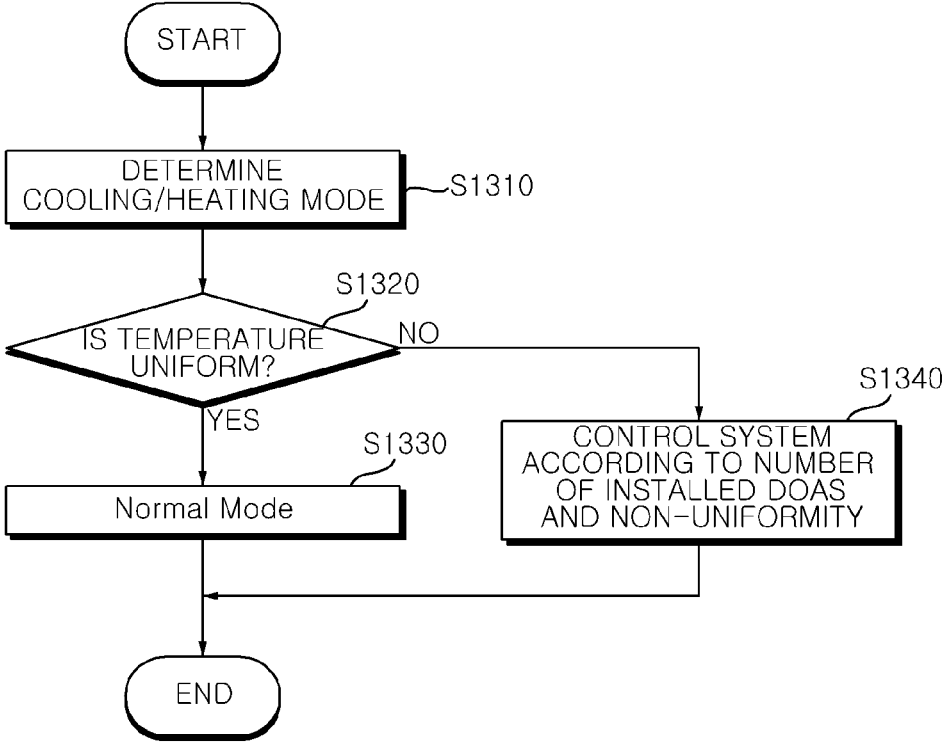 START
DETERMINE
COOLING/HEATING MODE
S1310
S1320
IS TEMPERATURE
UNIFORM?
NO
YES
S1330
Normal Mode
S1340
CONTROL SYSTEM
ACCORDING TO NUMBER
OF INSTALLED DOAS
AND NON-UNIFORMITY
END